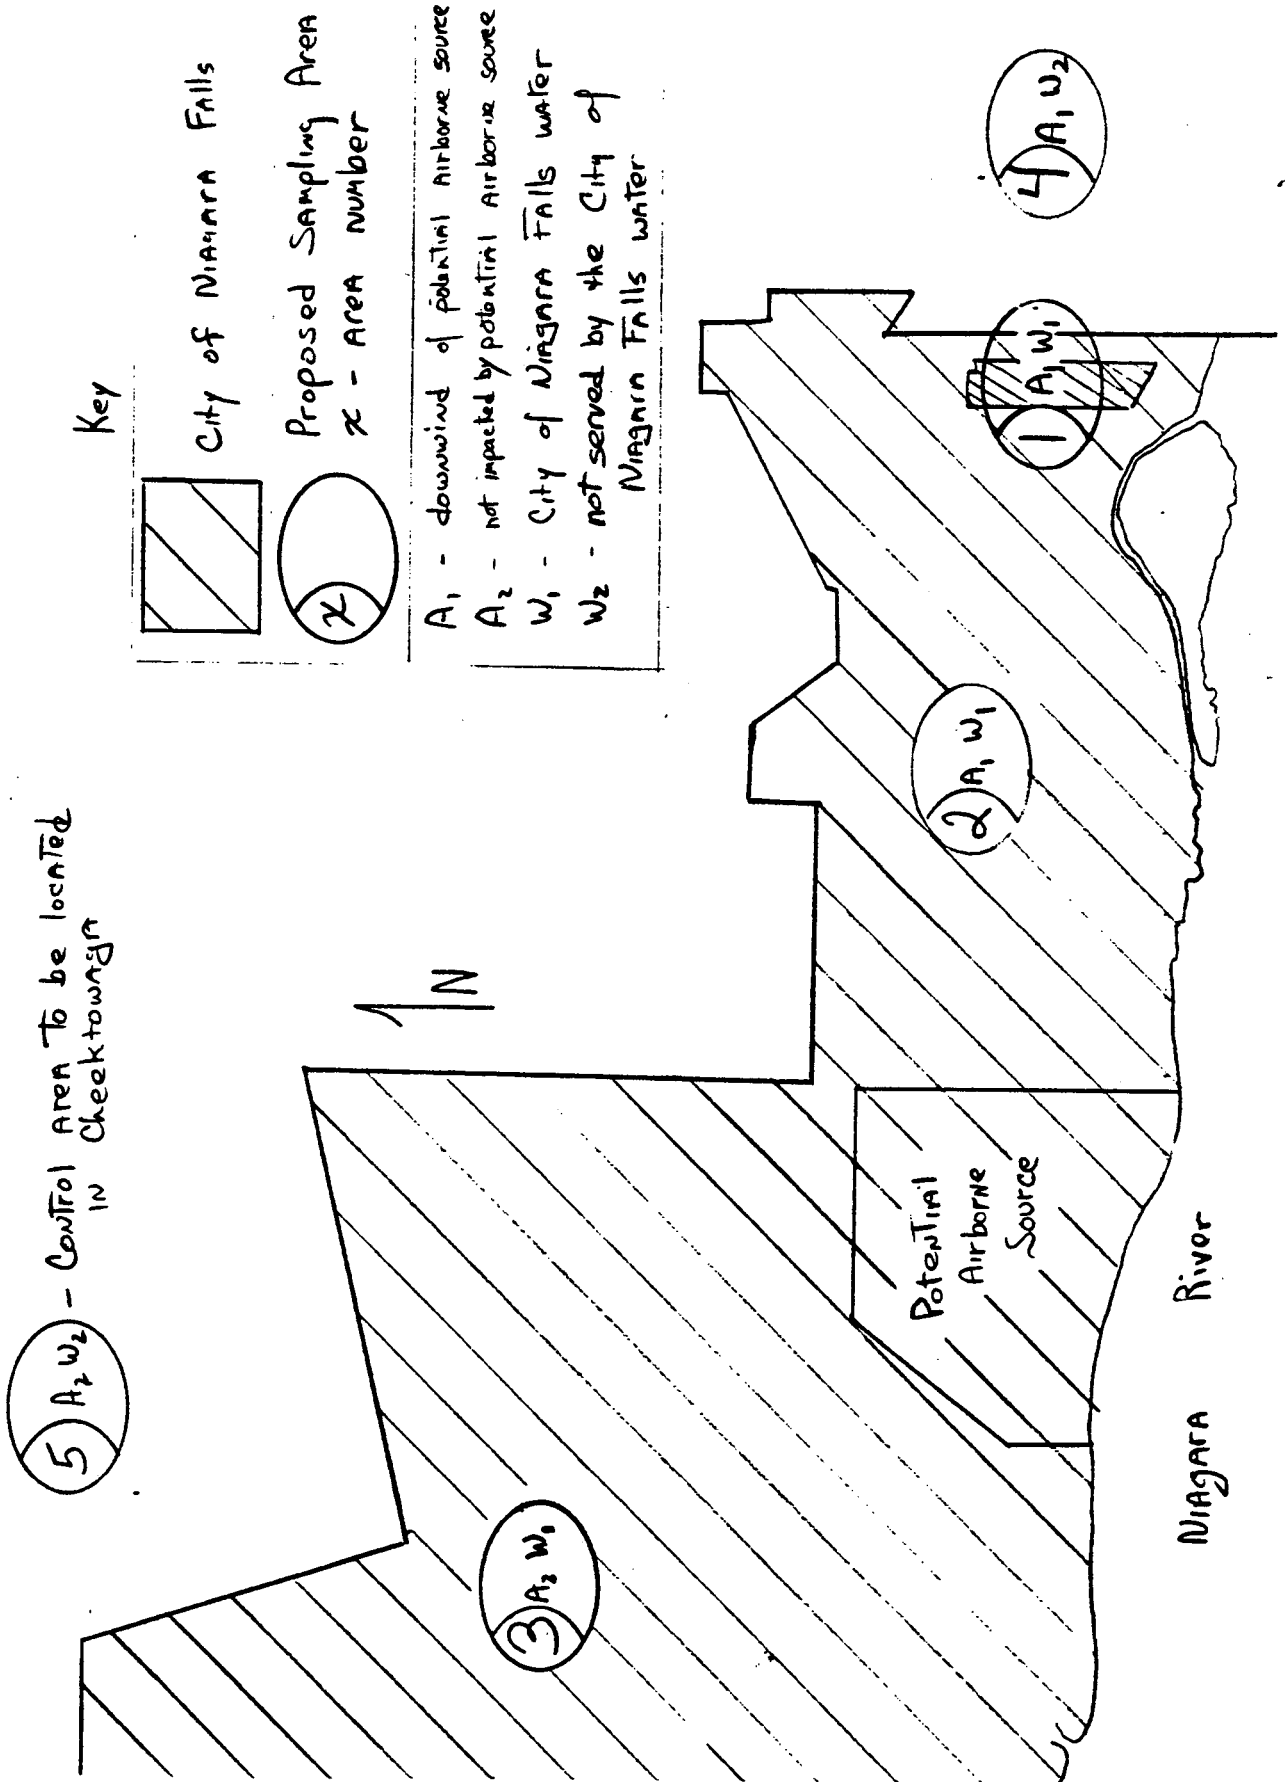 5 A2 W2 - Control Area To be located
in Cheektowaga
Key
City of Niagara Falls
Proposed Sampling Area
x - Area Number
x
A1 - downwind of potential Airborne source
A2 - not impacted by potential Airborne source
W1 - City of Niagara Falls water
W2 - not served by the City of
Niagara Falls water
N
3 A2 W1
Potential
Airborne
Source
2 A1 W1
1 A1 W1
4 A1 W2
Niagara River